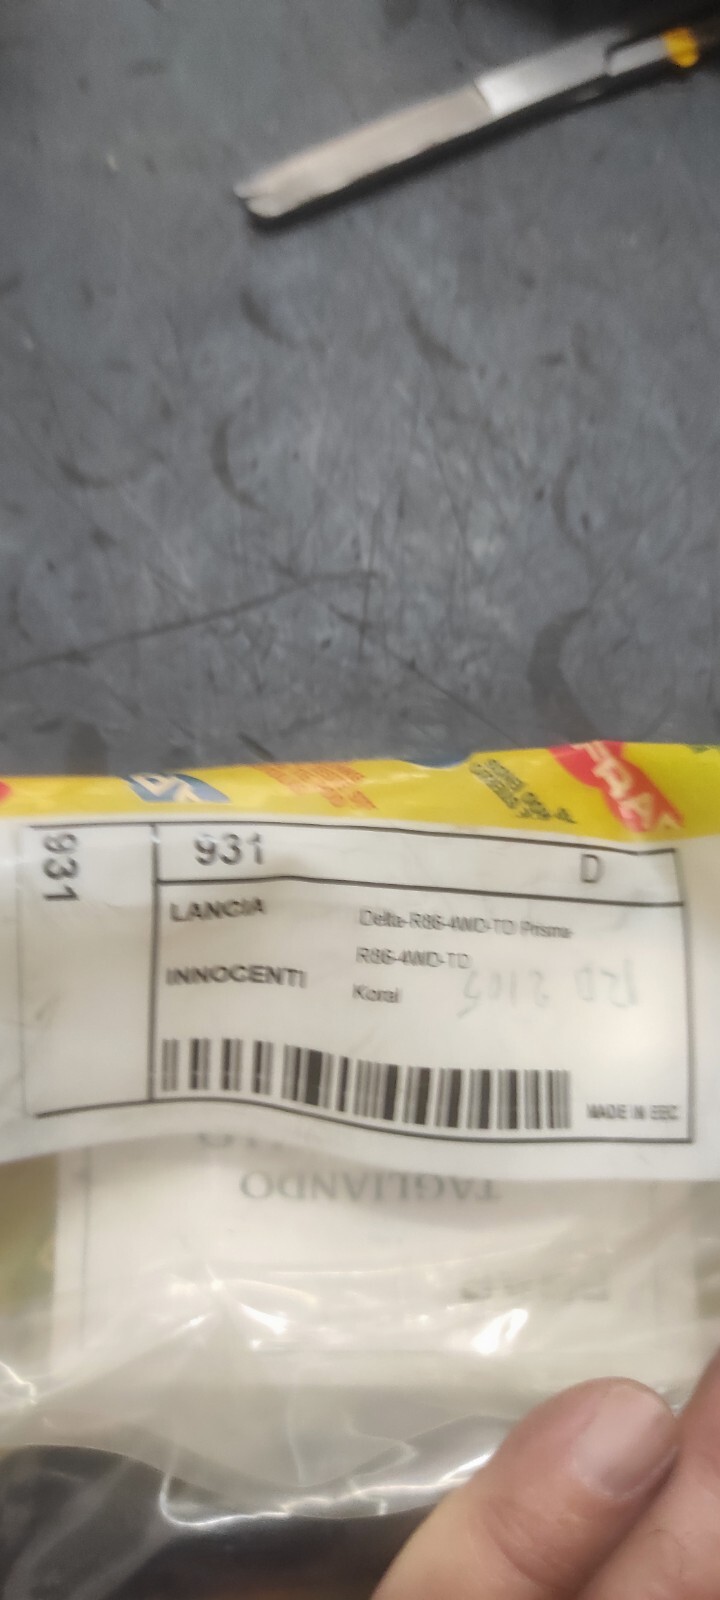 931
931 D
LANCIA Delta-R86-4WD-TD Prisma-
R86-4WD-TD
INNOCENTI Koral
MADE IN EEC
TAGLIANDO